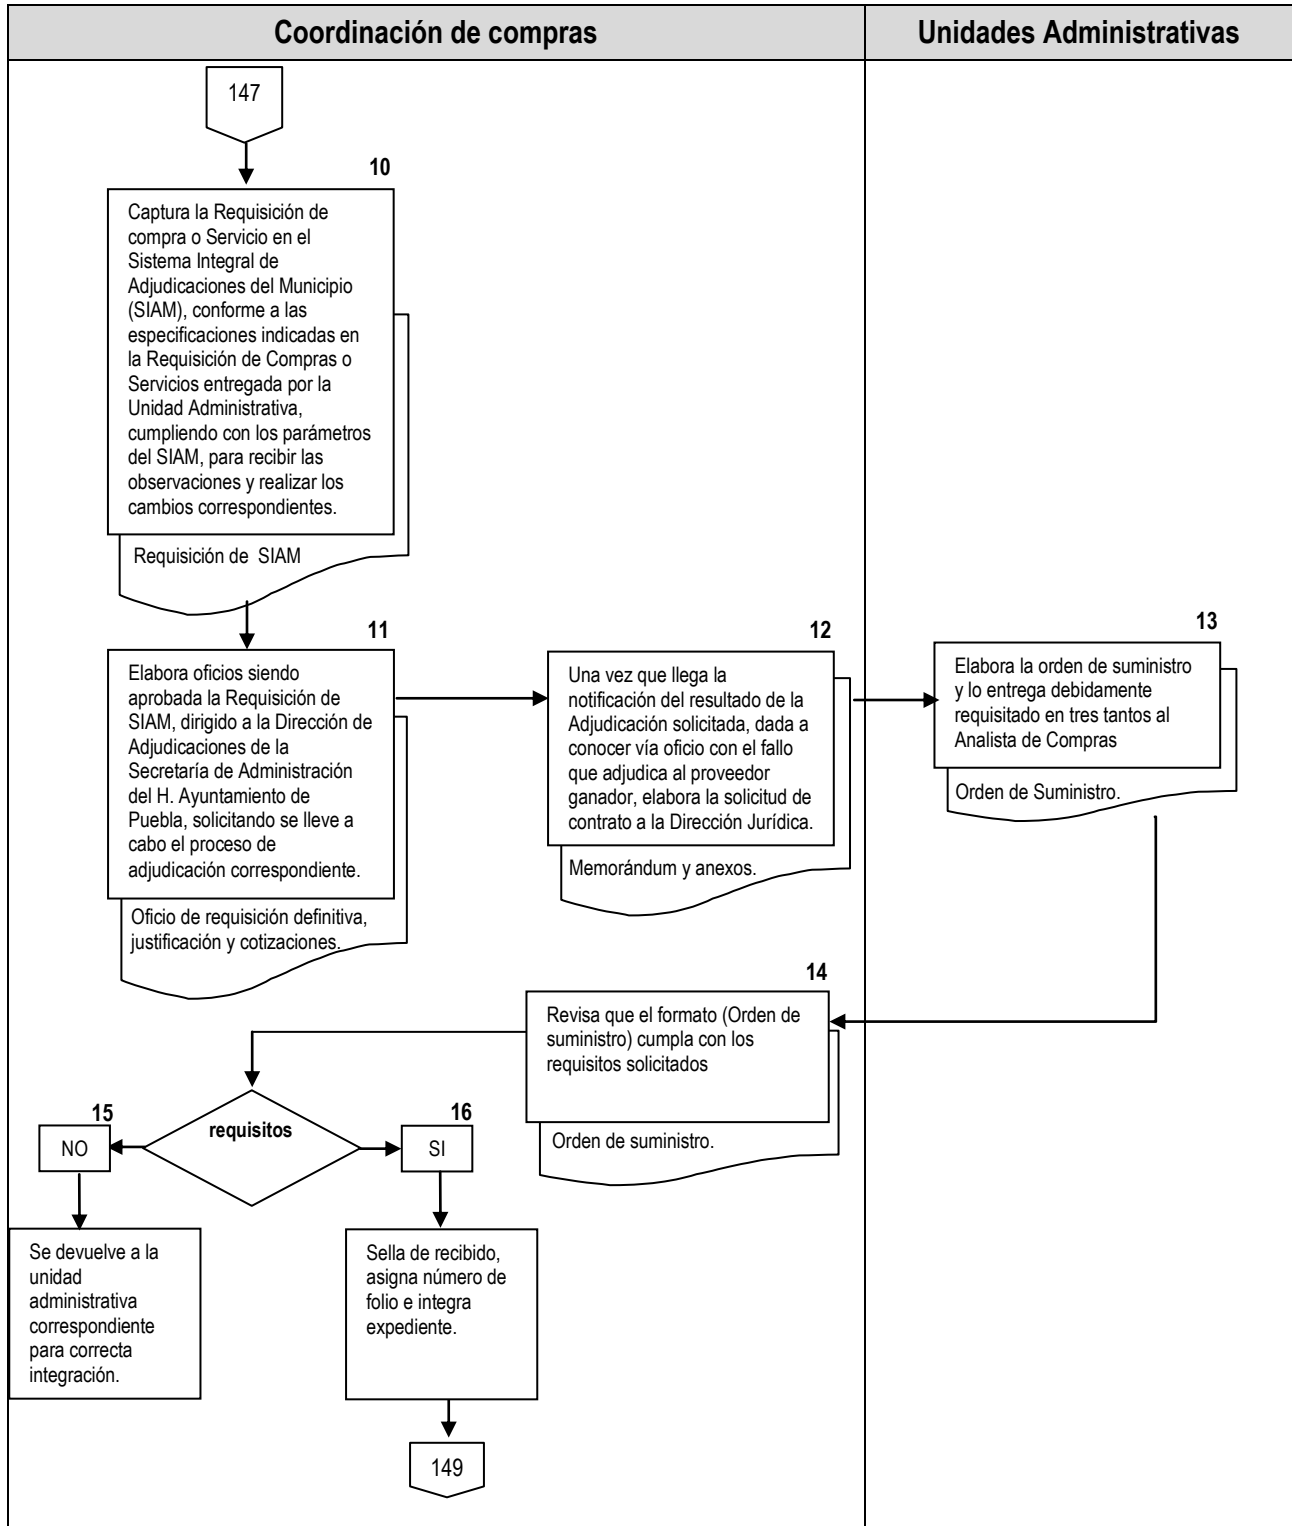 Coordinación de compras
Unidades Administrativas
147
10
Captura la Requisición de
compra o Servicio en el
Sistema Integral de
Adjudicaciones del Municipio
(SIAM), conforme a las
especificaciones indicadas en
la Requisición de Compras o
Servicios entregada por la
Unidad Administrativa,
cumpliendo con los parámetros
del SIAM, para recibir las
observaciones y realizar los
cambios correspondientes.
Requisición de SIAM
11
Elabora oficios siendo
aprobada la Requisición de
SIAM, dirigido a la Dirección de
Adjudicaciones de la
Secretaría de Administración
del H. Ayuntamiento de
Puebla, solicitando se lleve a
cabo el proceso de
adjudicación correspondiente.
Oficio de requisición definitiva,
justificación y cotizaciones.
12
Una vez que llega la
notificación del resultado de la
Adjudicación solicitada, dada a
conocer vía oficio con el fallo
que adjudica al proveedor
ganador, elabora la solicitud de
contrato a la Dirección Jurídica.
Memorándum y anexos.
13
Elabora la orden de suministro
y lo entrega debidamente
requisitado en tres tantos al
Analista de Compras
Orden de Suministro.
14
Revisa que el formato (Orden de
suministro) cumpla con los
requisitos solicitados
Orden de suministro.
requisitos
15
NO
16
SI
Se devuelve a la
unidad
administrativa
correspondiente
para correcta
integración.
Sella de recibido,
asigna número de
folio e integra
expediente.
149